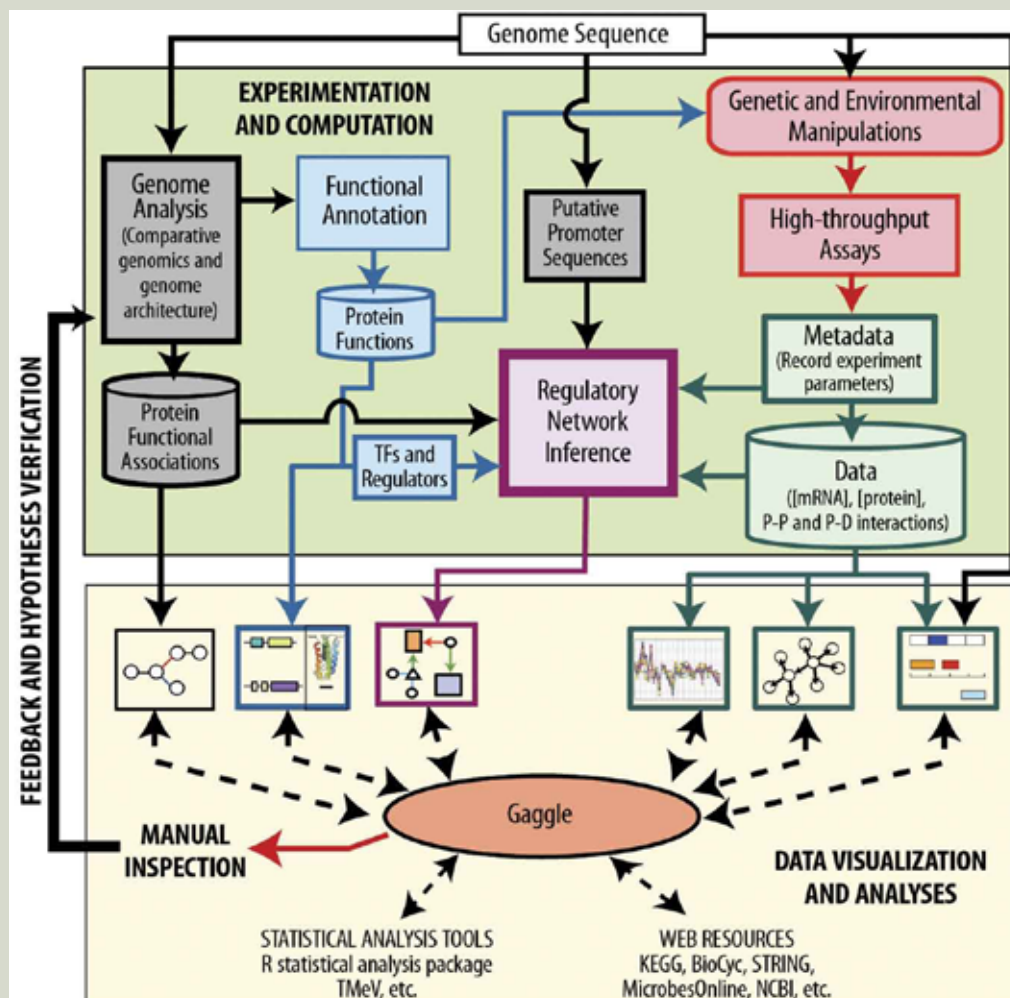 Genome Sequence
EXPERIMENTATION
AND COMPUTATION
Genetic and Environmental
Manipulations
Genome
Analysis
(Comparative
genomics and
genome
architecture)
Functional
Annotation
Putative
Promoter
Sequences
High-throughput
Assays
Protein
Functions
Metadata
(Record experiment
parameters)
Protein
Functional
Associations
Regulatory
Network
Inference
TFs and
Regulators
Data
([mRNA], [protein],
P-P and P-D interactions)
FEEDBACK AND HYPOTHESES VERFICATION
Gaggle
MANUAL
INSPECTION
DATA VISUALIZATION
AND ANALYSES
STATISTICAL ANALYSIS TOOLS
R statistical analysis package
TMeV, etc.
WEB RESOURCES
KEGG, BioCyc, STRING,
MicrobesOnline, NCBI, etc.